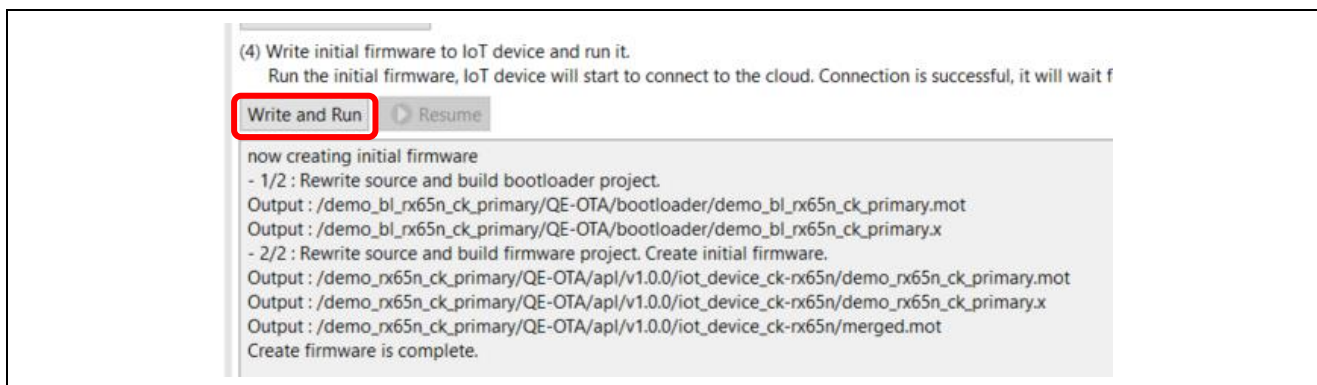 (4) Write initial firmware to IoT device and run it.
Run the initial firmware, IoT device will start to connect to the cloud. Connection is successful, it will wait f
Write and Run Resume
now creating initial firmware
- 1/2 : Rewrite source and build bootloader project.
Output : /demo_bl_rx65n_ck_primary/QE-OTA/bootloader/demo_bl_rx65n_ck_primary.mot
Output : /demo_bl_rx65n_ck_primary/QE-OTA/bootloader/demo_bl_rx65n_ck_primary.x
- 2/2 : Rewrite source and build firmware project. Create initial firmware.
Output : /demo_rx65n_ck_primary/QE-OTA/apl/v1.0.0/iot_device_ck-rx65n/demo_rx65n_ck_primary.mot
Output : /demo_rx65n_ck_primary/QE-OTA/apl/v1.0.0/iot_device_ck-rx65n/demo_rx65n_ck_primary.x
Output : /demo_rx65n_ck_primary/QE-OTA/apl/v1.0.0/iot_device_ck-rx65n/merged.mot
Create firmware is complete.